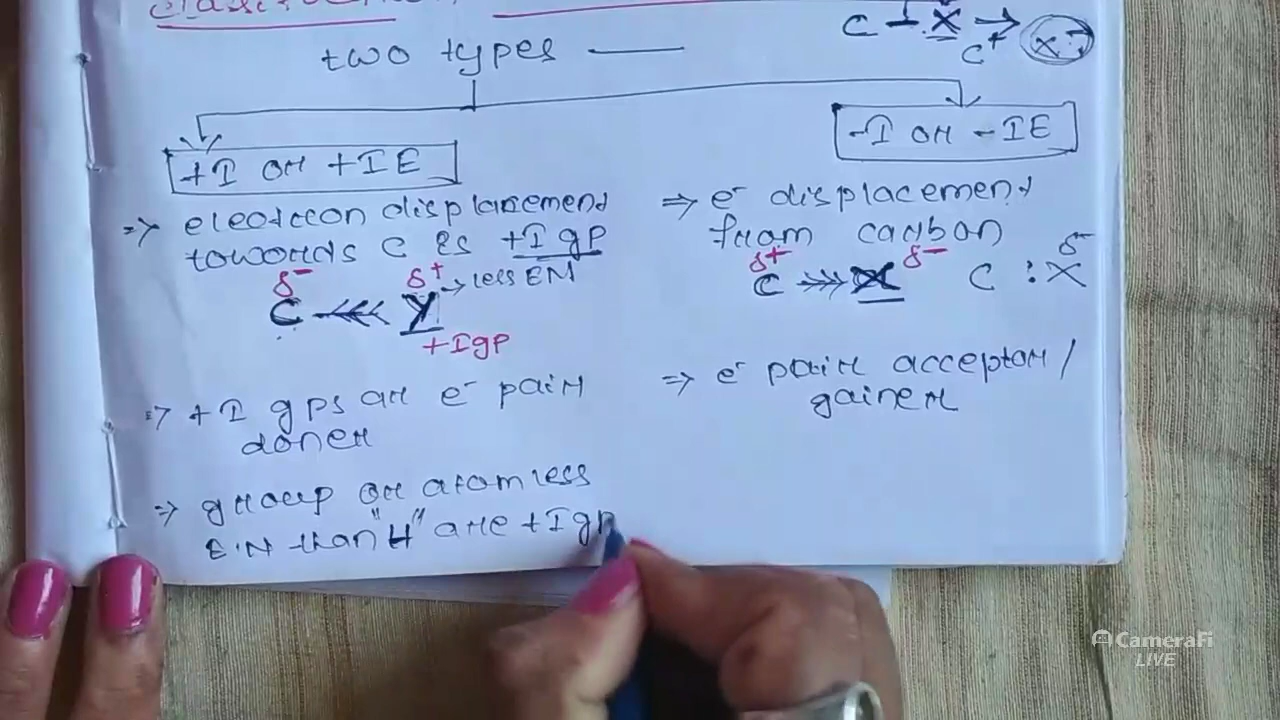 two types
C → X →
C⁺ X:⁻
+I or +IE
-I or -IE
=> electron displacement
towards C is +I gp
δ⁻ δ⁺ → less EN
C ⋘ Y
+I gp
=> +I gps are e⁻ pair
doner
=> group or atom less
E.N than "H" are +I gp
=> e⁻ displacement
from carbon
δ⁺ δ⁻ δ⁻
C ⋙ X C : X
=> e⁻ pair acceptor /
gainer
CameraFi
LIVE